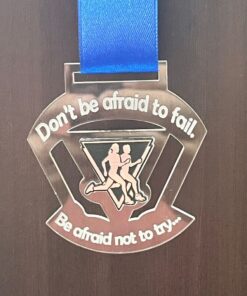 Don't be afraid to fail.
Be afraid not to try...